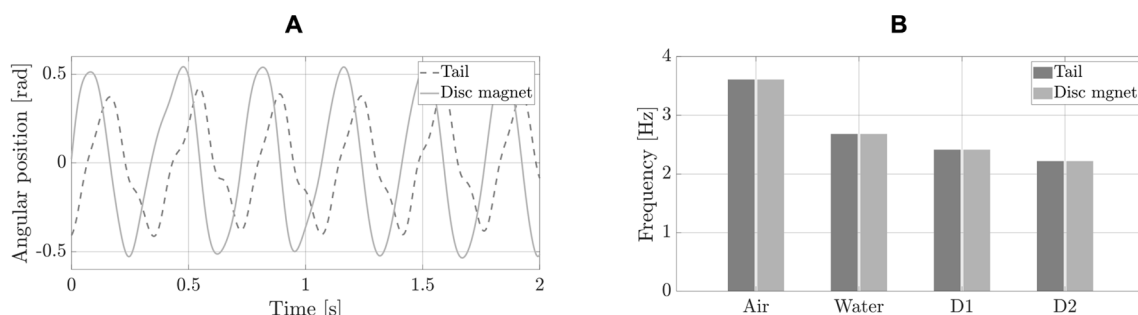 A
Angular position [rad]
0.5
0
-0.5
Tail
Disc magnet
0
0.5
1
1.5
2
Time [s]
B
Frequency [Hz]
4
3
2
1
0
Tail
Disc mgnet
Air
Water
D1
D2